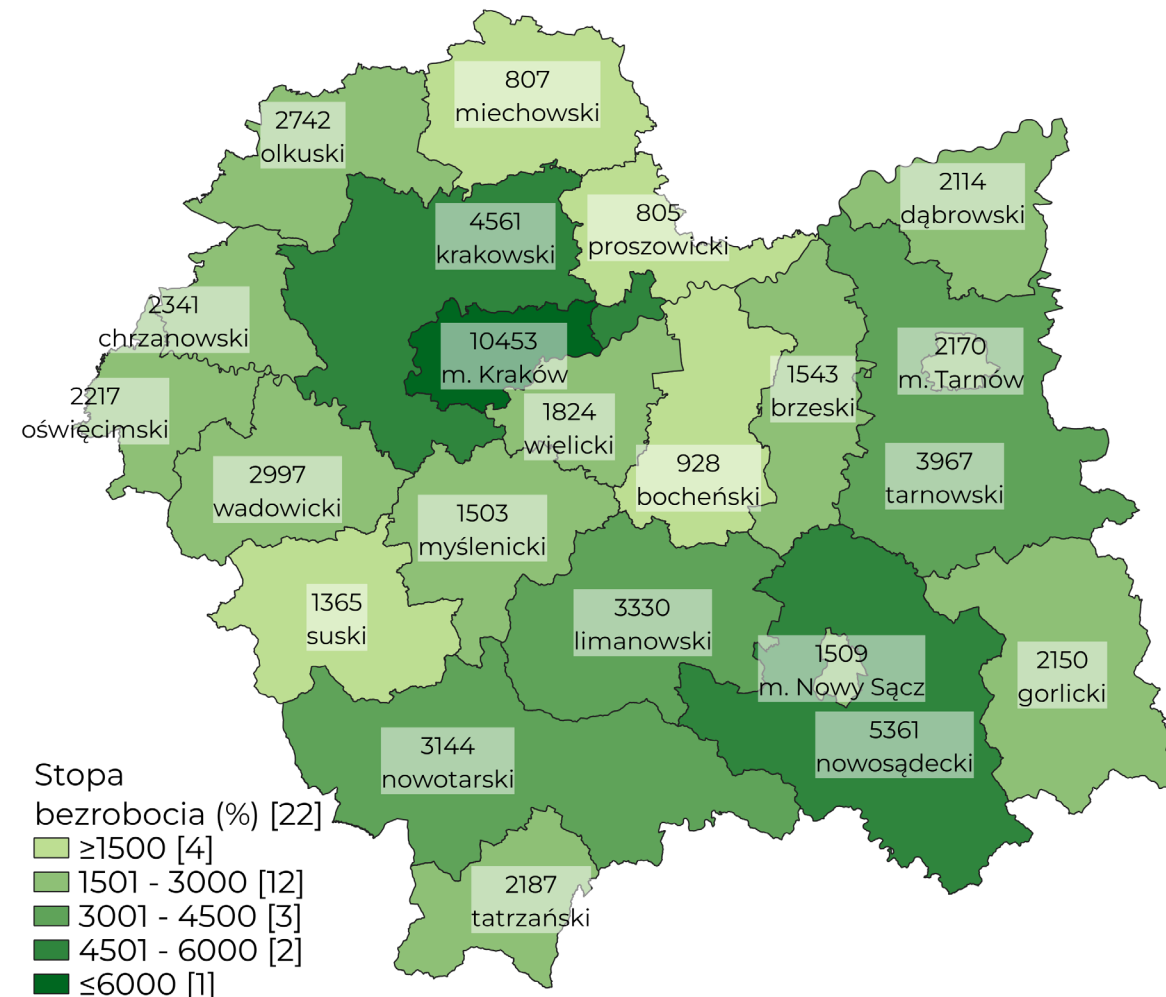 807
miechowski
2742
olkuski
2114
dąbrowski
805
proszowicki
4561
krakowski
2341
chrzanowski
10453
m. Kraków
2170
m. Tarnów
1543
brzeski
2217
oświęcimski
1824
wielicki
928
bocheński
3967
tarnowski
2997
wadowicki
1503
myślenicki
1365
suski
3330
limanowski
1509
m. Nowy Sącz
2150
gorlicki
5361
nowosądecki
3144
nowotarski
2187
tatrzański
Stopa
bezrobocia (%) [22]
≥1500 [4]
1501 - 3000 [12]
3001 - 4500 [3]
4501 - 6000 [2]
≤6000 [1]